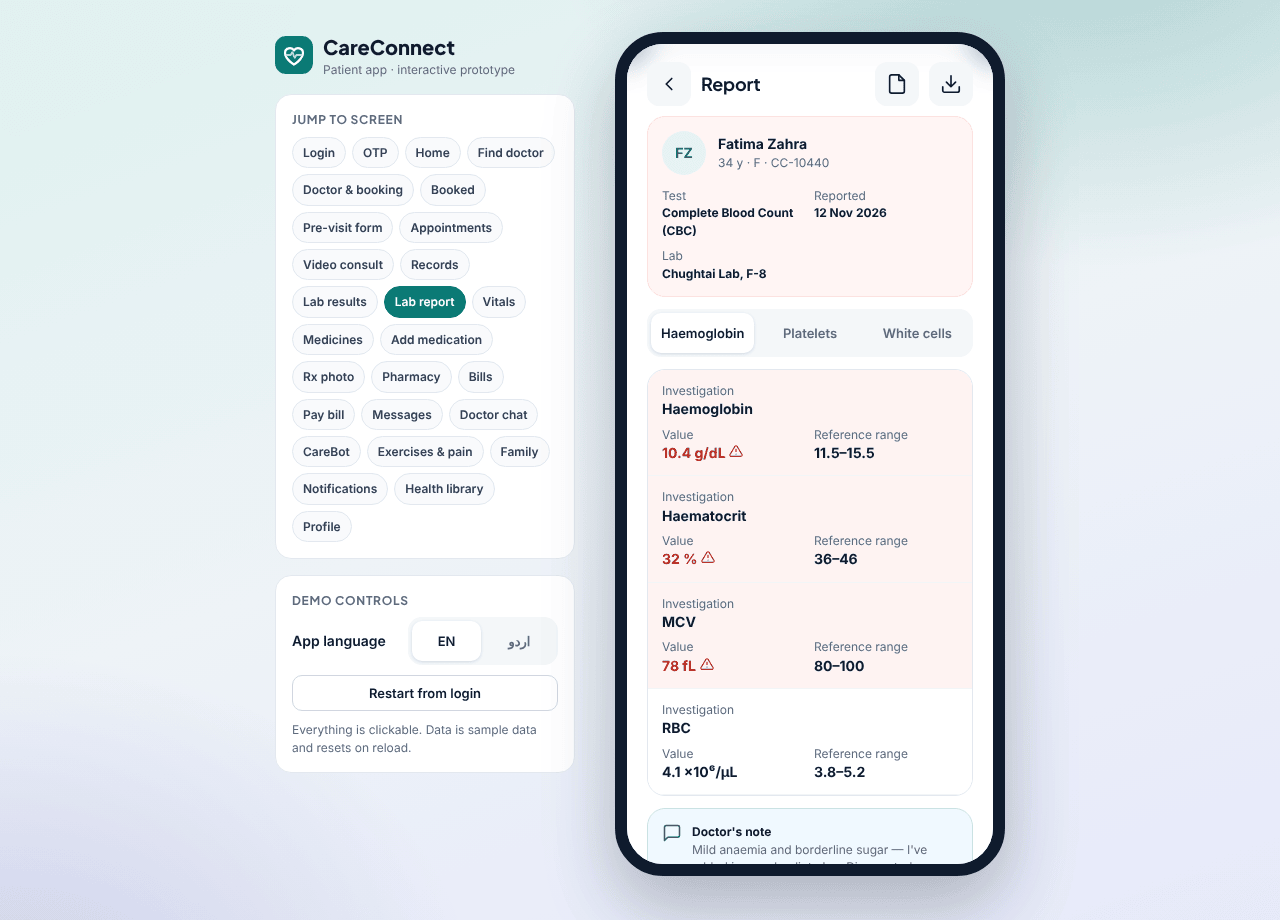 CareConnect
Patient app · interactive prototype
JUMP TO SCREEN
Login
OTP
Home
Find doctor
Doctor & booking
Booked
Pre-visit form
Appointments
Video consult
Records
Lab results
Lab report
Vitals
Medicines
Add medication
Rx photo
Pharmacy
Bills
Pay bill
Messages
Doctor chat
CareBot
Exercises & pain
Family
Notifications
Health library
Profile
DEMO CONTROLS
App language
EN
اردو
Restart from login
Everything is clickable. Data is sample data
and resets on reload.
Report
FZ
Fatima Zahra
34 y · F · CC-10440
Test
Reported
Complete Blood Count
(CBC)
12 Nov 2026
Lab
Chughtai Lab, F-8
Haemoglobin
Platelets
White cells
Investigation
Haemoglobin
Value
Reference range
10.4 g/dL
11.5–15.5
Investigation
Haematocrit
Value
Reference range
32 %
36–46
Investigation
MCV
Value
Reference range
78 fL
80–100
Investigation
RBC
Value
Reference range
4.1 ×10⁶/µL
3.8–5.2
Doctor's note
Mild anaemia and borderline sugar — I've